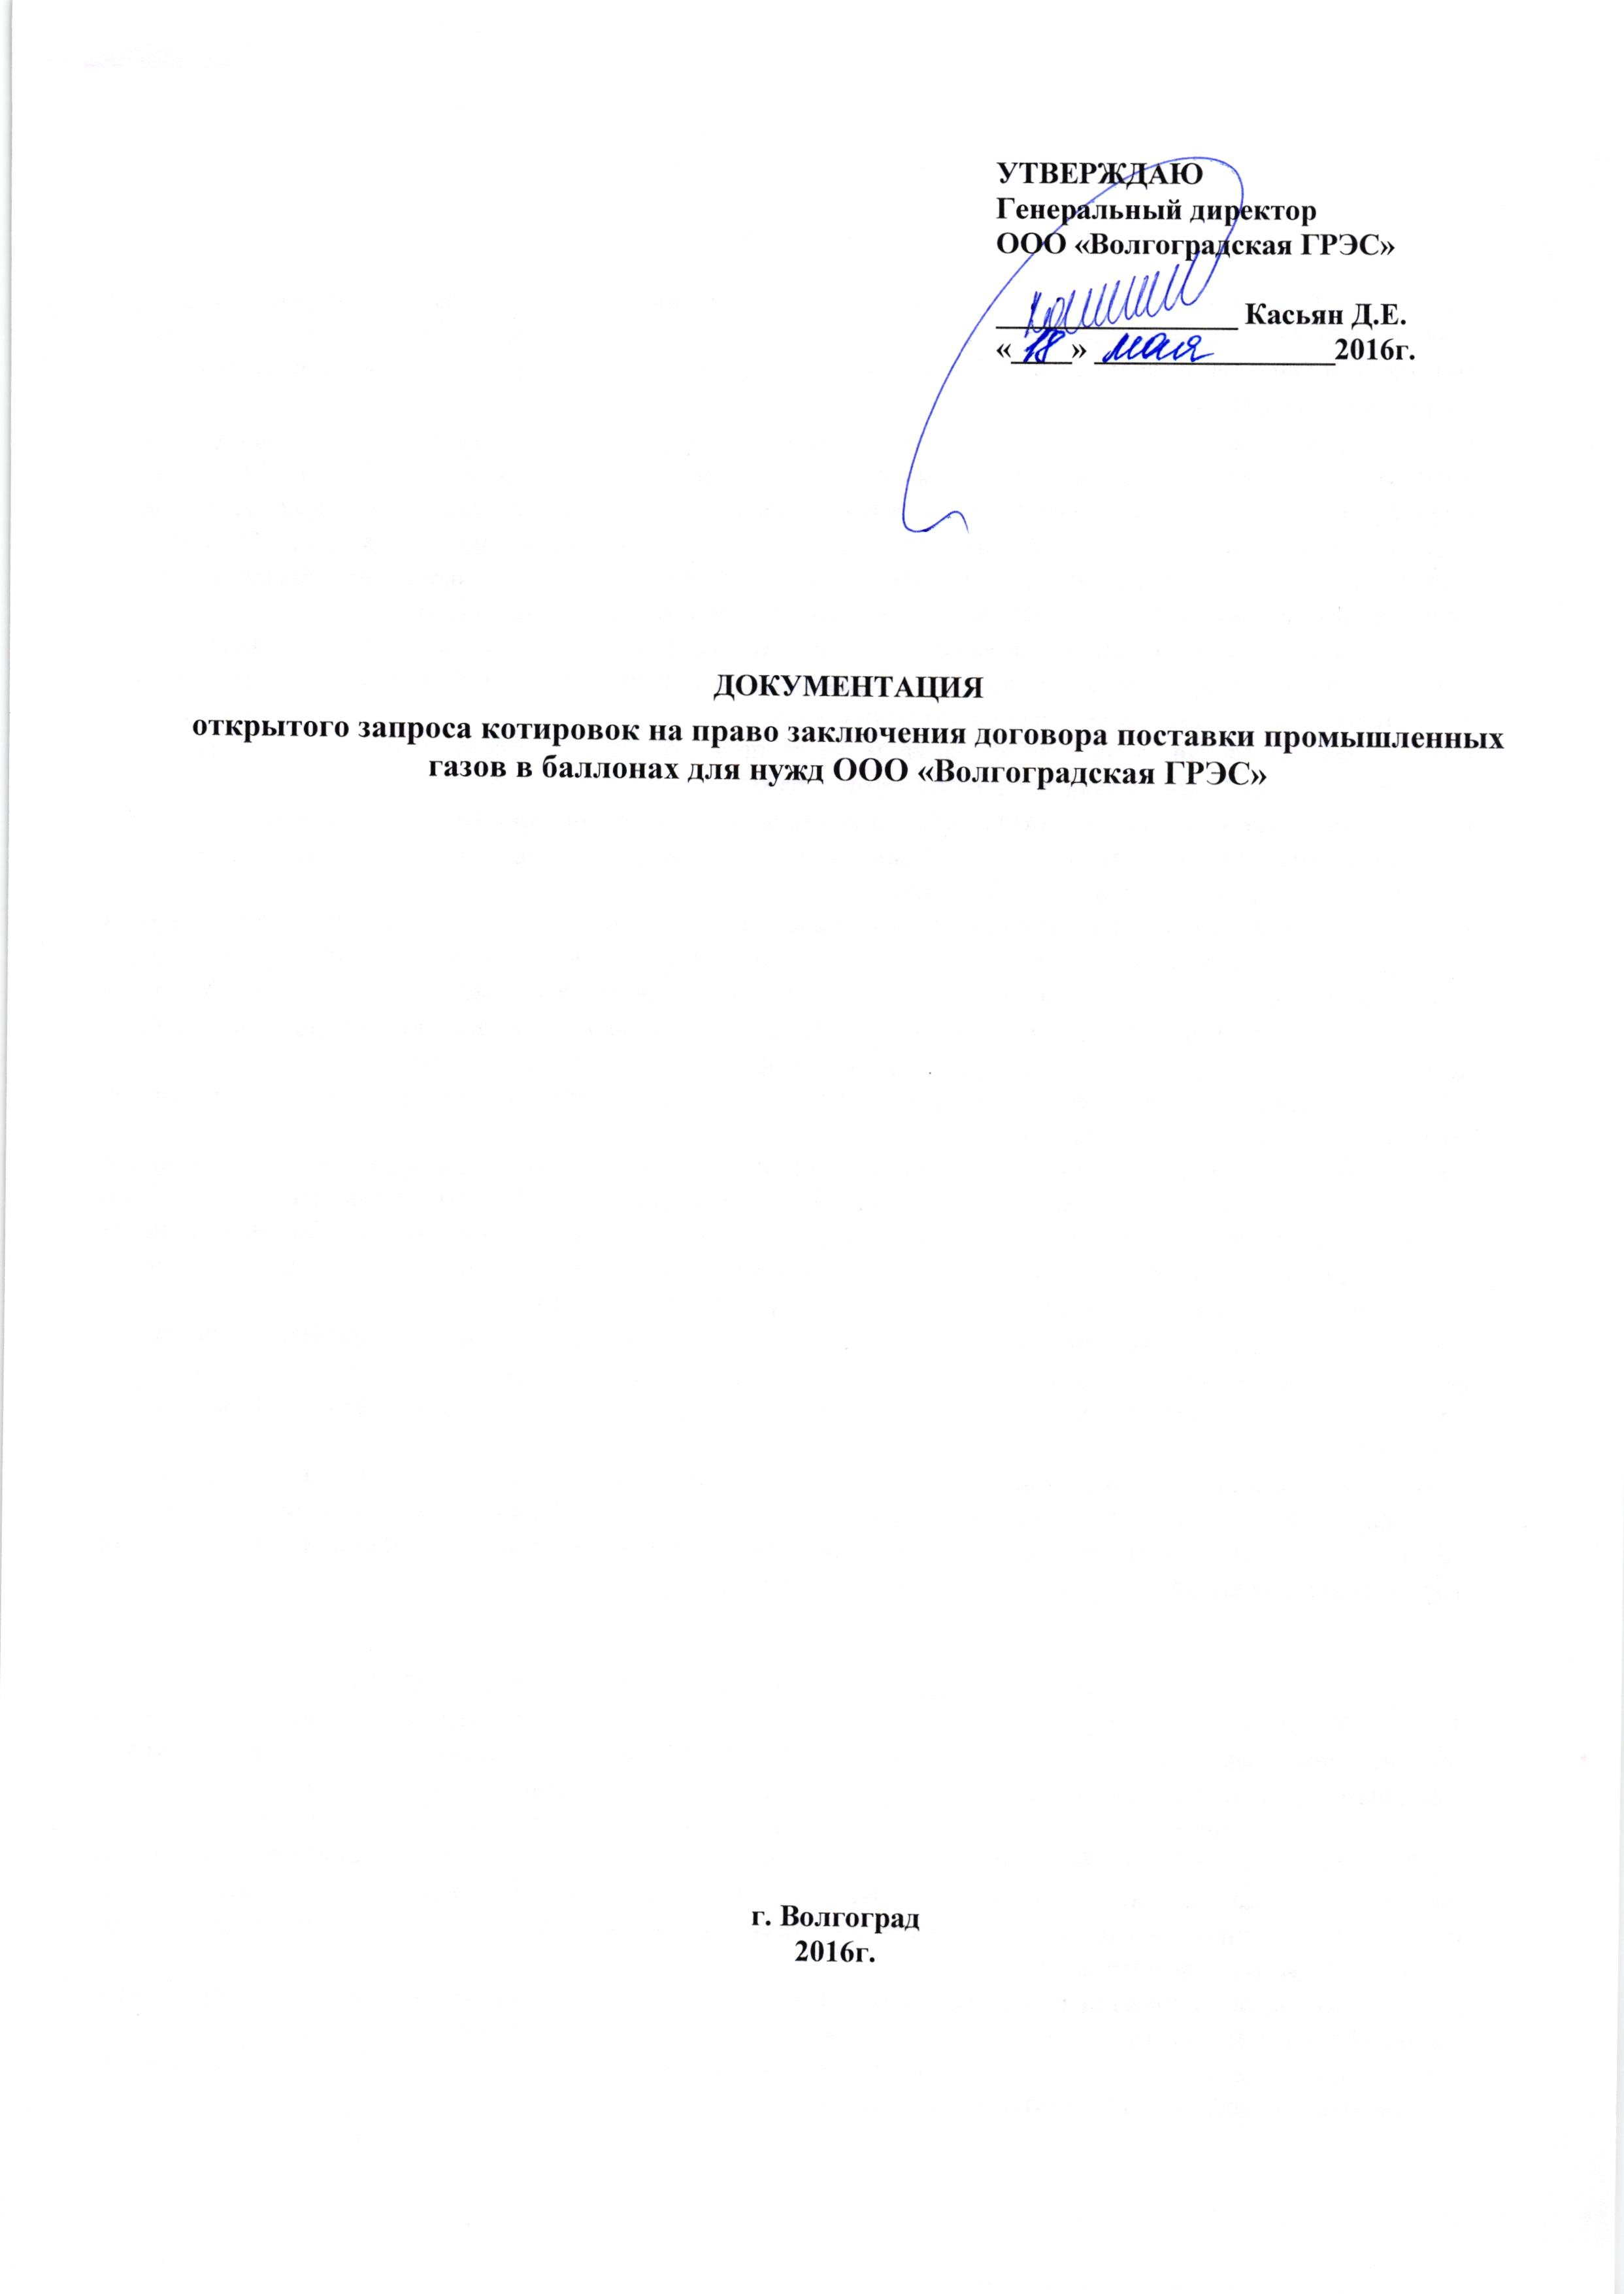 УТВЕРЖДАЮ
Генеральный директор
ООО «Волгоградская ГРЭС»
________________ Касьян Д.Е.
«18» мая 2016г.
ДОКУМЕНТАЦИЯ
открытого запроса котировок на право заключения договора поставки промышленных
газов в баллонах для нужд ООО «Волгоградская ГРЭС»
г. Волгоград
2016г.